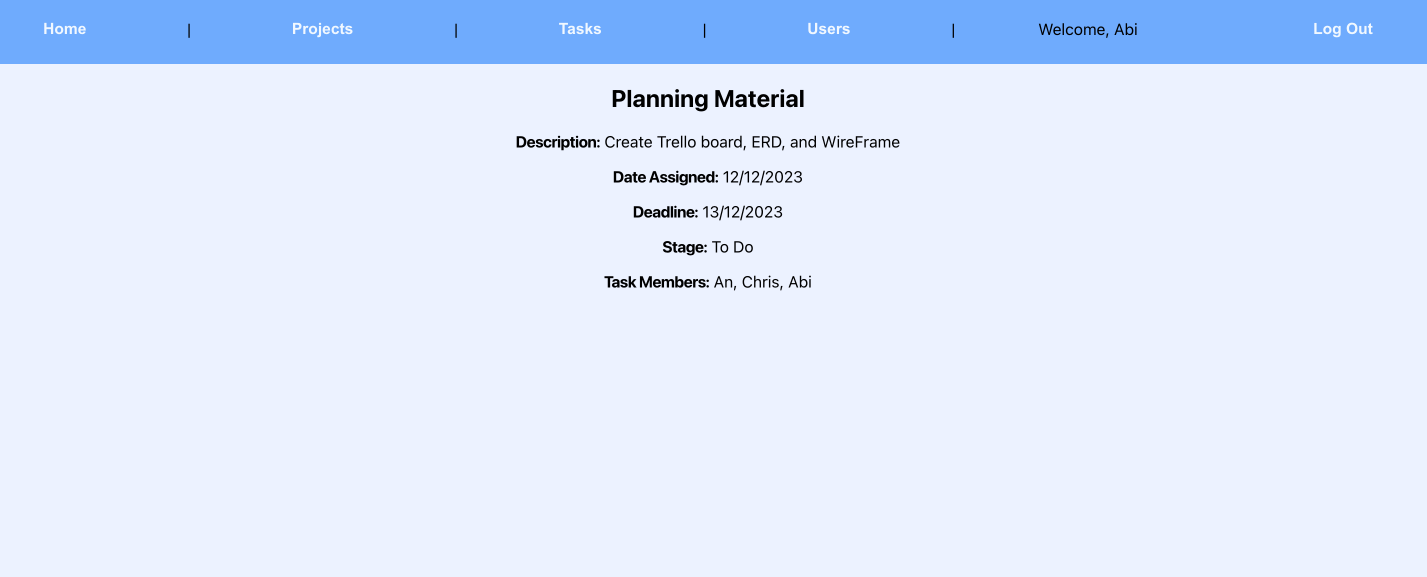 Home | Projects | Tasks | Users | Welcome, Abi Log Out
Planning Material
Description: Create Trello board, ERD, and WireFrame
Date Assigned: 12/12/2023
Deadline: 13/12/2023
Stage: To Do
Task Members: An, Chris, Abi